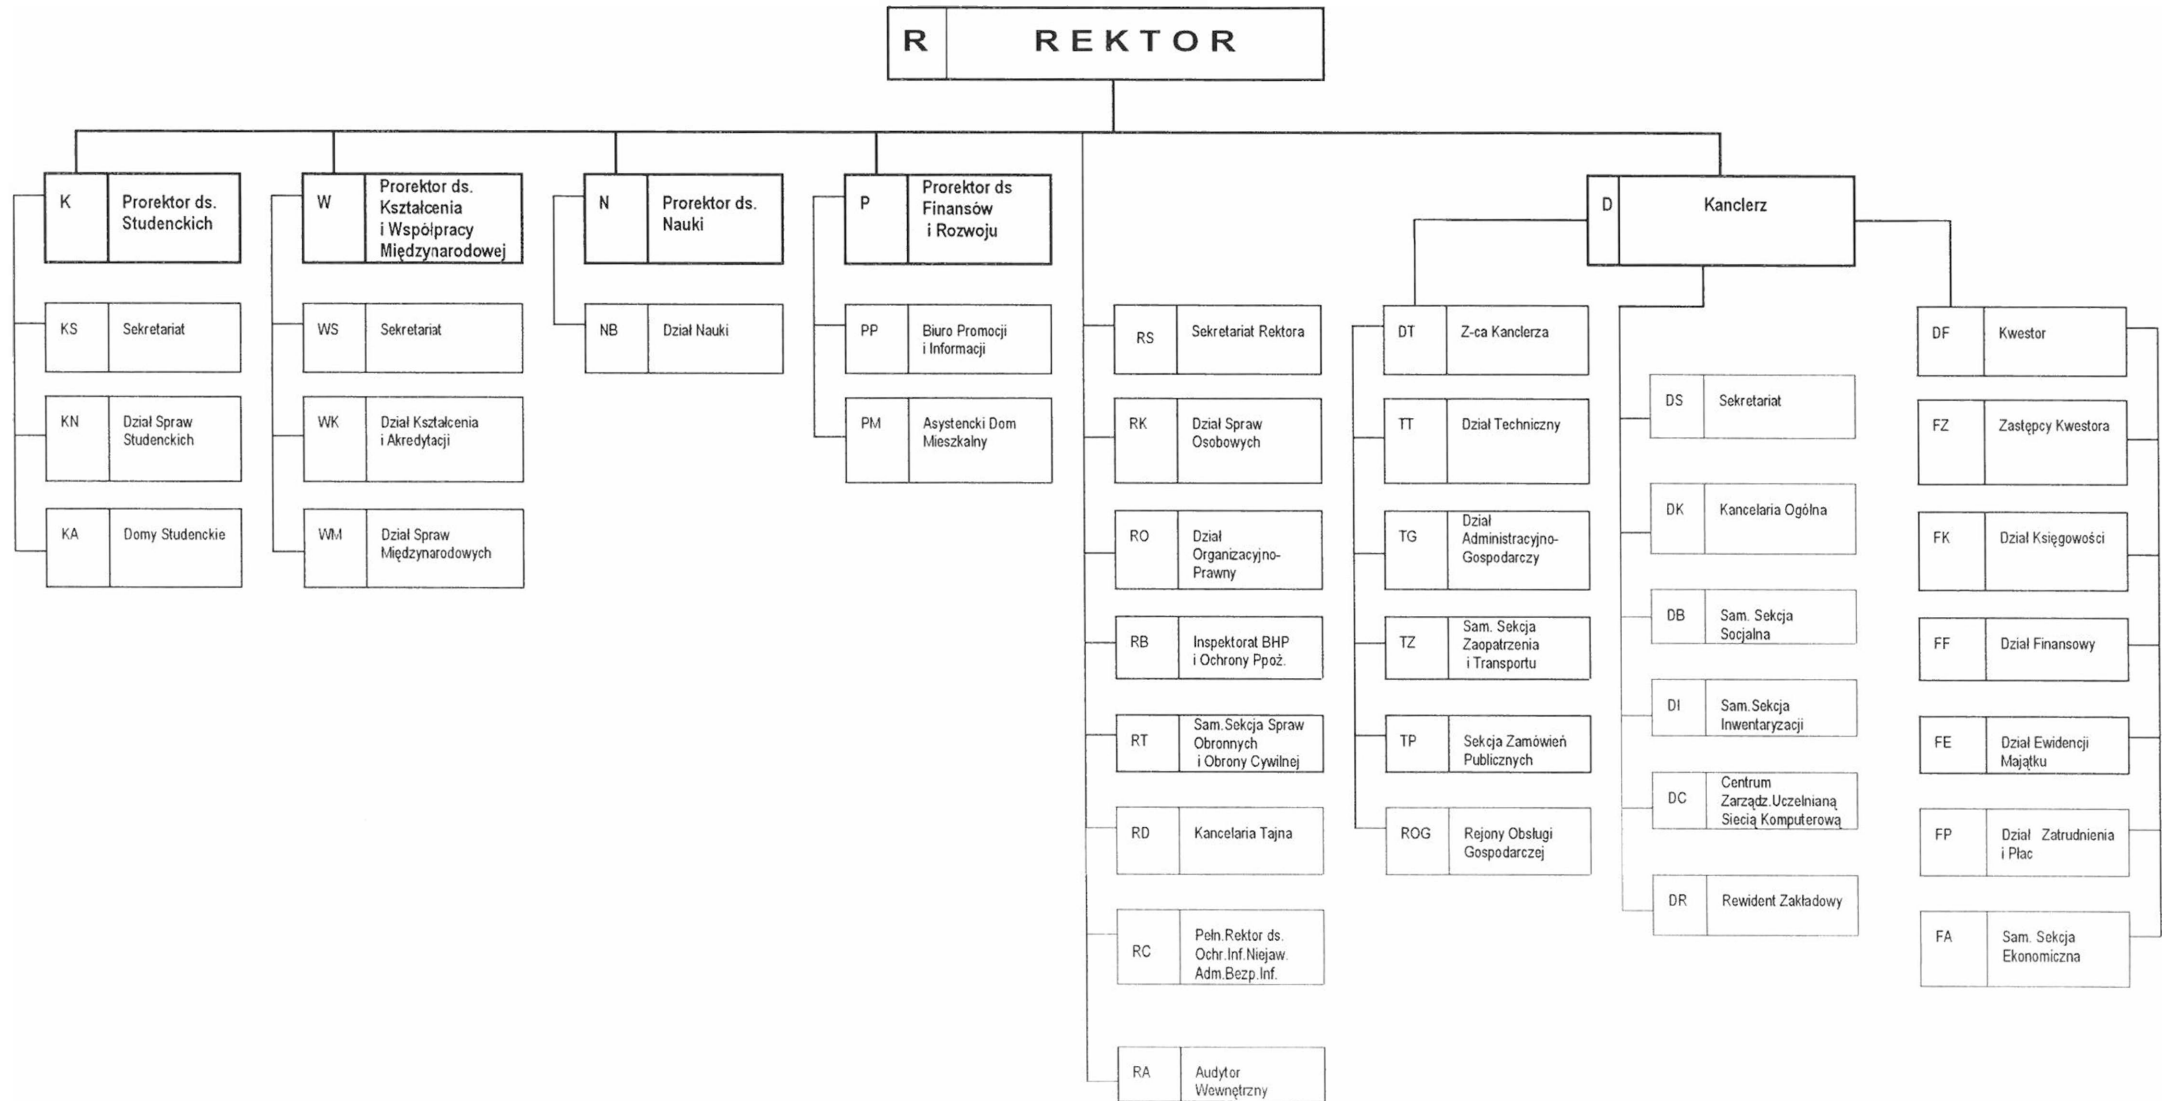 R REKTOR
K Prorektor ds.
Studenckich
W Prorektor ds.
Kształcenia
i Współpracy
Międzynarodowej
N Prorektor ds.
Nauki
P Prorektor ds
Finansów
i Rozwoju
D Kanclerz
KS Sekretariat
KN Dział Spraw
Studenckich
KA Domy Studenckie
WS Sekretariat
WK Dział Kształcenia
i Akredytacji
WM Dział Spraw
Międzynarodowych
NB Dział Nauki
PP Biuro Promocji
i Informacji
PM Asystencki Dom
Mieszkalny
RS Sekretariat Rektora
RK Dział Spraw
Osobowych
RO Dział
Organizacyjno-
Prawny
RB Inspektorat BHP
i Ochrony Ppoż.
RT Sam.Sekcja Spraw
Obronnych
i Obrony Cywilnej
RD Kancelaria Tajna
RC Pełn.Rektor ds.
Ochr.Inf.Niejaw.
Adm.Bezp.Inf.
RA Audytor
Wewnętrzny
DT Z-ca Kanclerza
TT Dział Techniczny
TG Dział
Administracyjno-
Gospodarczy
TZ Sam. Sekcja
Zaopatrzenia
i Transportu
TP Sekcja Zamówień
Publicznych
ROG Rejony Obsługi
Gospodarczej
DS Sekretariat
DK Kancelaria Ogólna
DB Sam. Sekcja
Socjalna
DI Sam.Sekcja
Inwentaryzacji
DC Centrum
Zarządz.Uczelnianą
Siecią Komputerową
DR Rewident Zakładowy
DF Kwestor
FZ Zastępcy Kwestora
FK Dział Księgowości
FF Dział Finansowy
FE Dział Ewidencji
Majątku
FP Dział Zatrudnienia
i Płac
FA Sam. Sekcja
Ekonomiczna